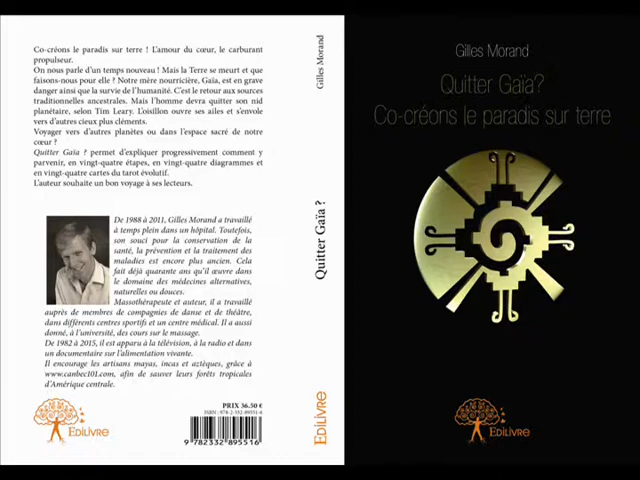 Co-créons le paradis sur terre ! L'amour du cœur, le carburant
propulseur.
On nous parle d'un temps nouveau ! Mais la Terre se meurt et que
faisons-nous pour elle ? Notre mère nourricière, Gaïa, est en grave
danger ainsi que la survie de l'humanité. C'est le retour aux sources
traditionnelles ancestrales. Mais l'homme devra quitter son nid
planétaire, selon Tim Leary. L'oisillon ouvre ses ailes et s'envole
vers d'autres cieux plus cléments.
Voyager vers d'autres planètes ou dans l'espace sacré de notre
cœur ?
Quitter Gaïa ? permet d'expliquer progressivement comment y
parvenir, en vingt-quatre étapes, en vingt-quatre diagrammes et
en vingt-quatre cartes du tarot évolutif.
L'auteur souhaite un bon voyage à ses lecteurs.
De 1988 à 2011, Gilles Morand a travaillé
à temps plein dans un hôpital. Toutefois,
son souci pour la conservation de la
santé, la prévention et le traitement des
maladies est encore plus ancien. Cela
fait déjà quarante ans qu'il œuvre dans
le domaine des médecines alternatives,
naturelles ou douces.
Massothérapeute et auteur, il a travaillé
auprès de membres de compagnies de danse et de théâtre,
dans différents centres sportifs et un centre médical. Il a aussi
donné, à l'université, des cours sur le massage.
De 1982 à 2015, il est apparu à la télévision, à la radio et dans
un documentaire sur l'alimentation vivante.
Il encourage les artisans mayas, incas et aztèques, grâce à
www.canbec101.com, afin de sauver leurs forêts tropicales
d'Amérique centrale.
EDILIVRE
PRIX 36.50 €
ISBN : 978-2-332-89551-6
9 782332 895516
Gilles Morand
Quitter Gaïa ?
EDILIVRE
Gilles Morand
Quitter Gaïa?
Co-créons le paradis sur terre
EDILIVRE